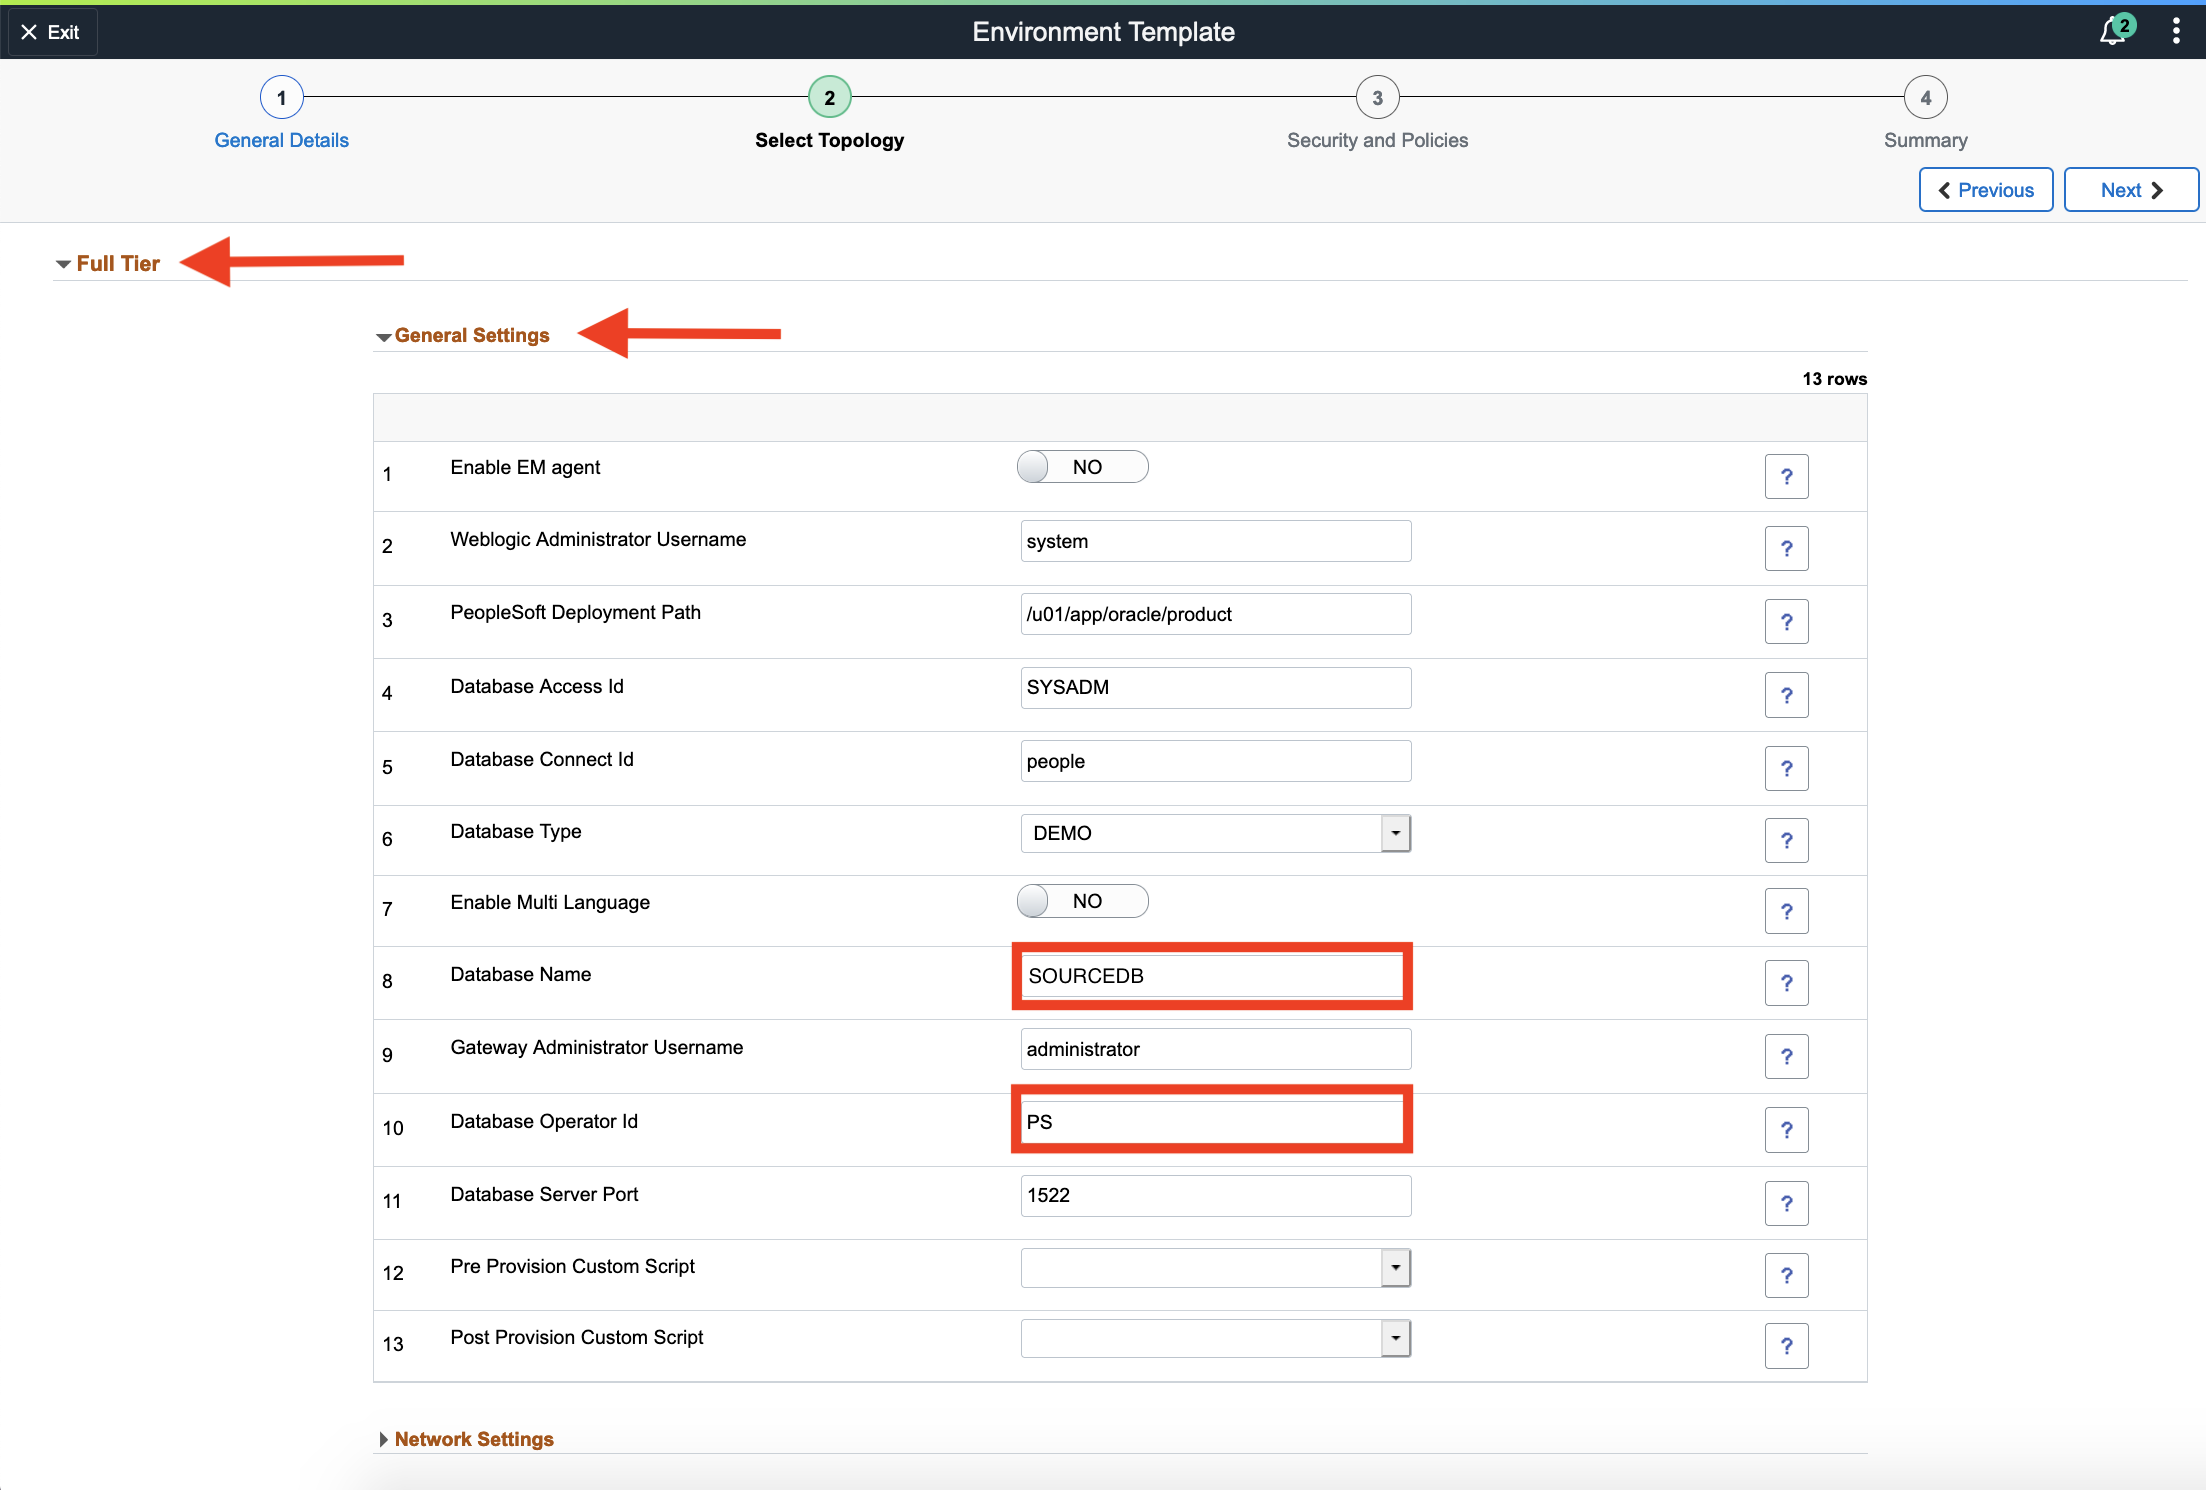 Exit
Environment Template
2
1
2
3
4
General Details
Select Topology
Security and Policies
Summary
Previous
Next
Full Tier
General Settings
13 rows
1 Enable EM agent NO ?
2 Weblogic Administrator Username system ?
3 PeopleSoft Deployment Path /u01/app/oracle/product ?
4 Database Access Id SYSADM ?
5 Database Connect Id people ?
6 Database Type DEMO ?
7 Enable Multi Language NO ?
8 Database Name SOURCEDB ?
9 Gateway Administrator Username administrator ?
10 Database Operator Id PS ?
11 Database Server Port 1522 ?
12 Pre Provision Custom Script ?
13 Post Provision Custom Script ?
Network Settings